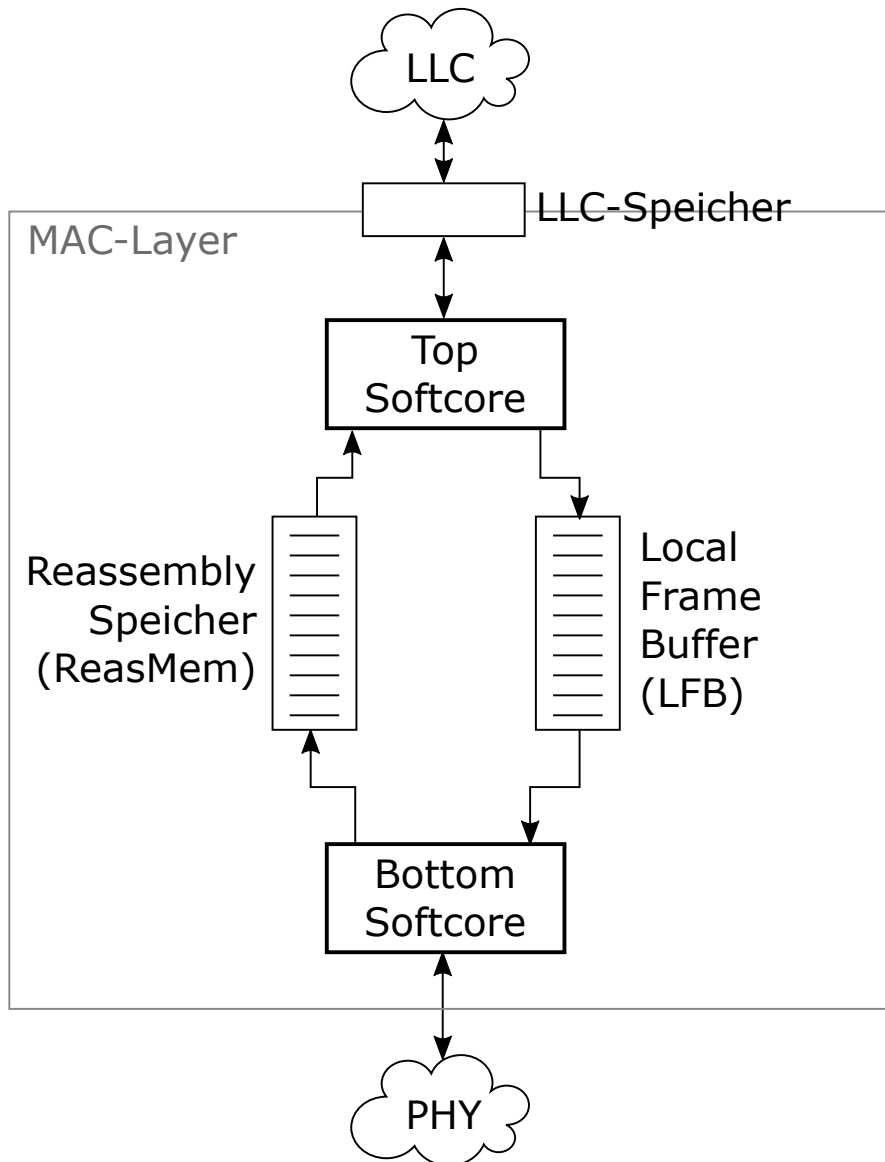 LLC
LLC-Speicher
MAC-Layer
Top
Softcore
Reassembly
Speicher
(ReasMem)
Local
Frame
Buffer
(LFB)
Bottom
Softcore
PHY